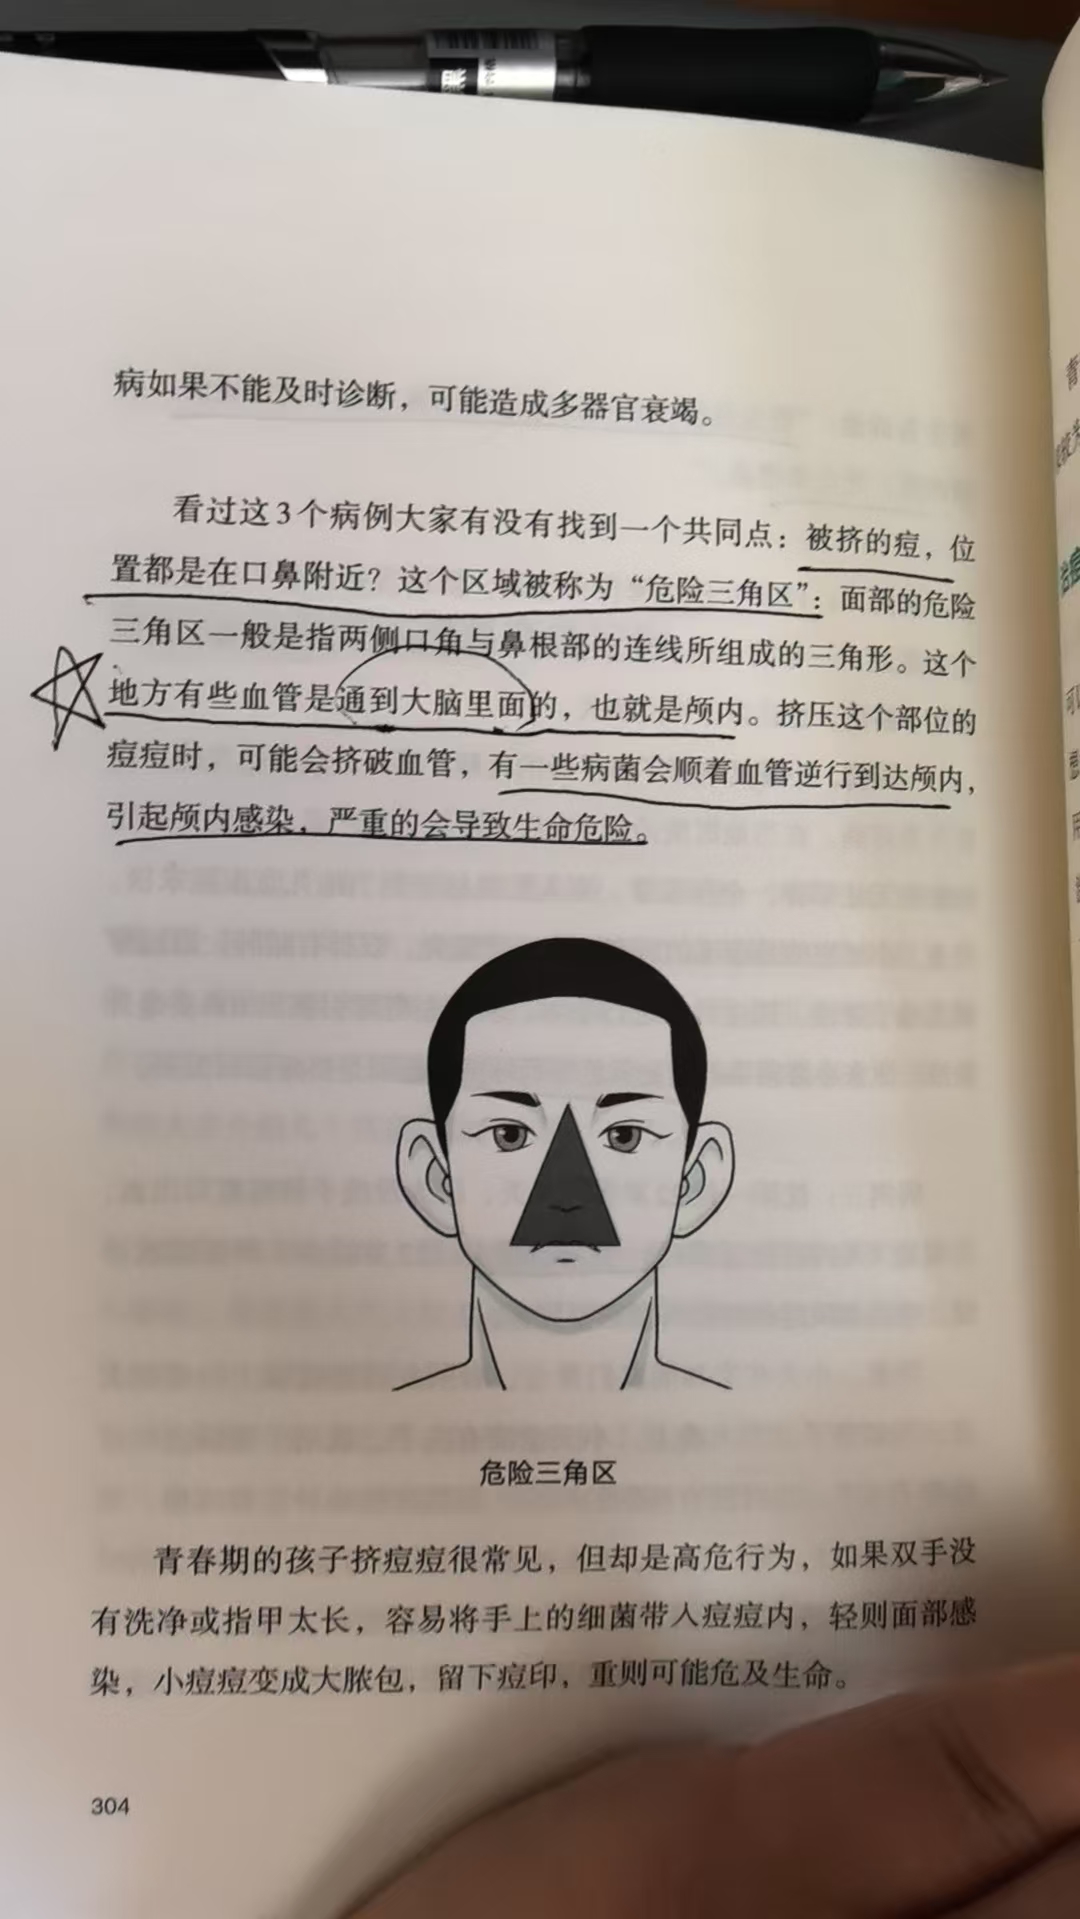 病如果不能及时诊断，可能造成多器官衰竭。
看过这3个病例大家有没有找到一个共同点：被挤的痘，位
置都是在口鼻附近？这个区域被称为“危险三角区”：面部的危险
三角区一般是指两侧口角与鼻根部的连线所组成的三角形。这个
地方有些血管是通到大脑里面的，也就是颅内。挤压这个部位的
痘痘时，可能会挤破血管，有一些病菌会顺着血管逆行到达颅内，
引起颅内感染，严重的会导致生命危险。
危险三角区
青春期的孩子挤痘痘很常见，但却是高危行为，如果双手没
有洗净或指甲太长，容易将手上的细菌带入痘痘内，轻则面部感
染，小痘痘变成大脓包，留下痘印，重则可能危及生命。
304